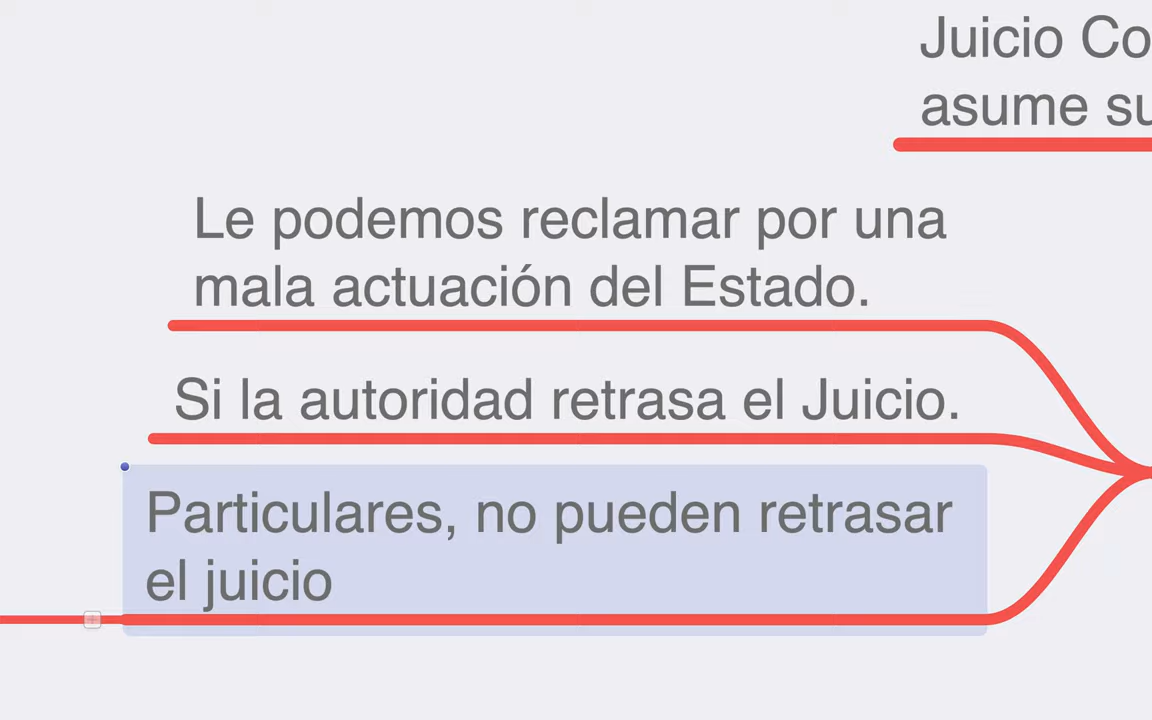 Juicio Co
asume su
Le podemos reclamar por una
mala actuación del Estado.
Si la autoridad retrasa el Juicio.
Particulares, no pueden retrasar
el juicio